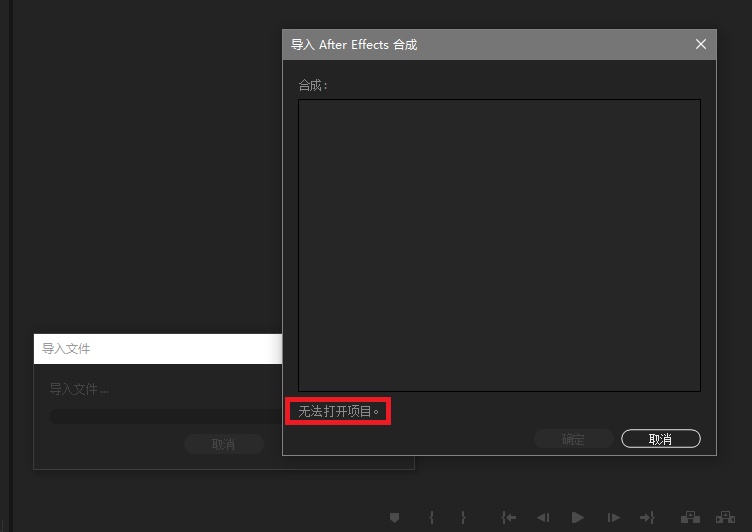 导入 After Effects 合成
合成:
导入文件
导入文件...
无法打开项目。
取消
确定
取消